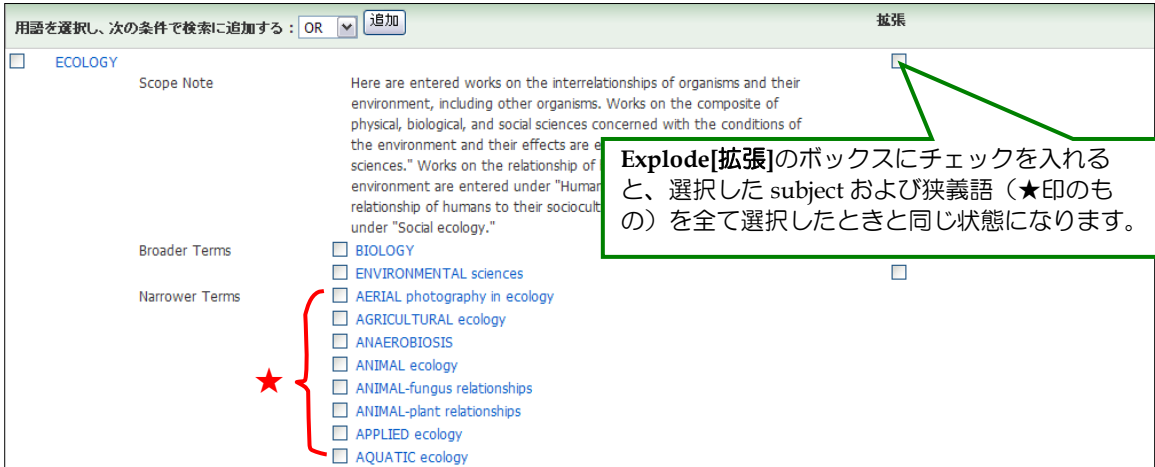 用語を選択し、次の条件で検索に追加する： OR 追加 拡張
ECOLOGY
Scope Note Here are entered works on the interrelationships of organisms and their
environment, including other organisms. Works on the composite of
physical, biological, and social sciences concerned with the conditions of
the environment and their effects are e
sciences." Works on the relationship of
environment are entered under "Human
relationship of humans to their sociocult
under "Social ecology."
Explode[拡張]のボックスにチェックを入れる
と、選択した subject および狭義語（★印のも
の）を全て選択したときと同じ状態になります。
Broader Terms BIOLOGY
ENVIRONMENTAL sciences
Narrower Terms AERIAL photography in ecology
AGRICULTURAL ecology
ANAEROBIOSIS
ANIMAL ecology
★ ANIMAL-fungus relationships
ANIMAL-plant relationships
APPLIED ecology
AQUATIC ecology